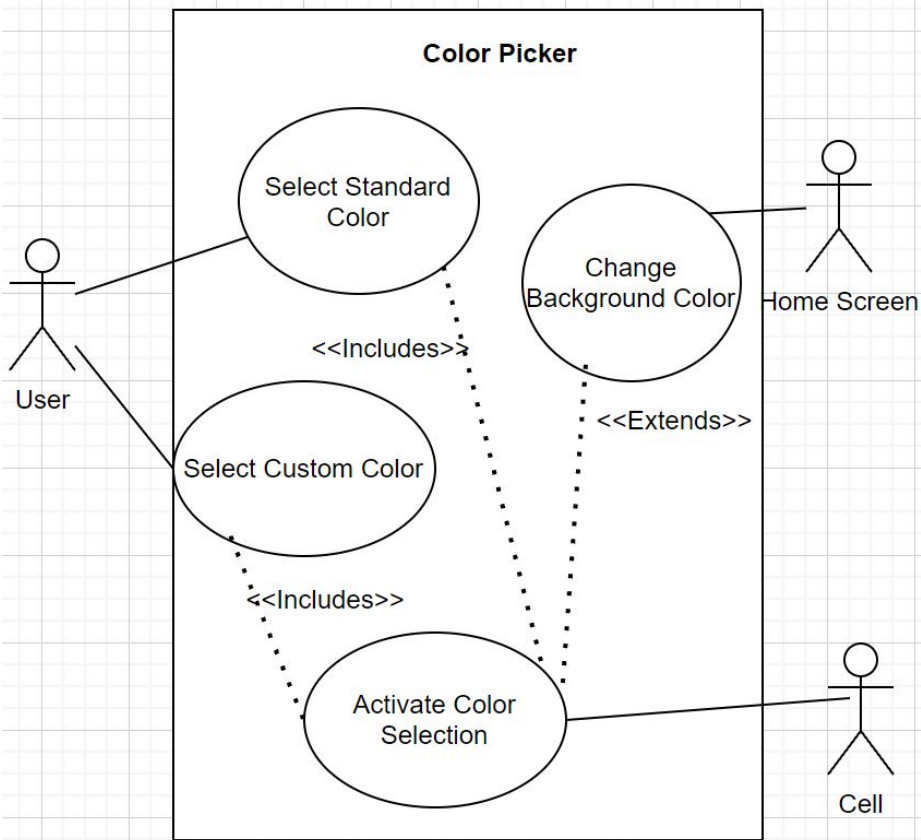 Color Picker
Select Standard
Color
Change
Background Color
Home Screen
<<Includes>>
User
<<Extends>>
Select Custom Color
<<Includes>>
Activate Color
Selection
Cell